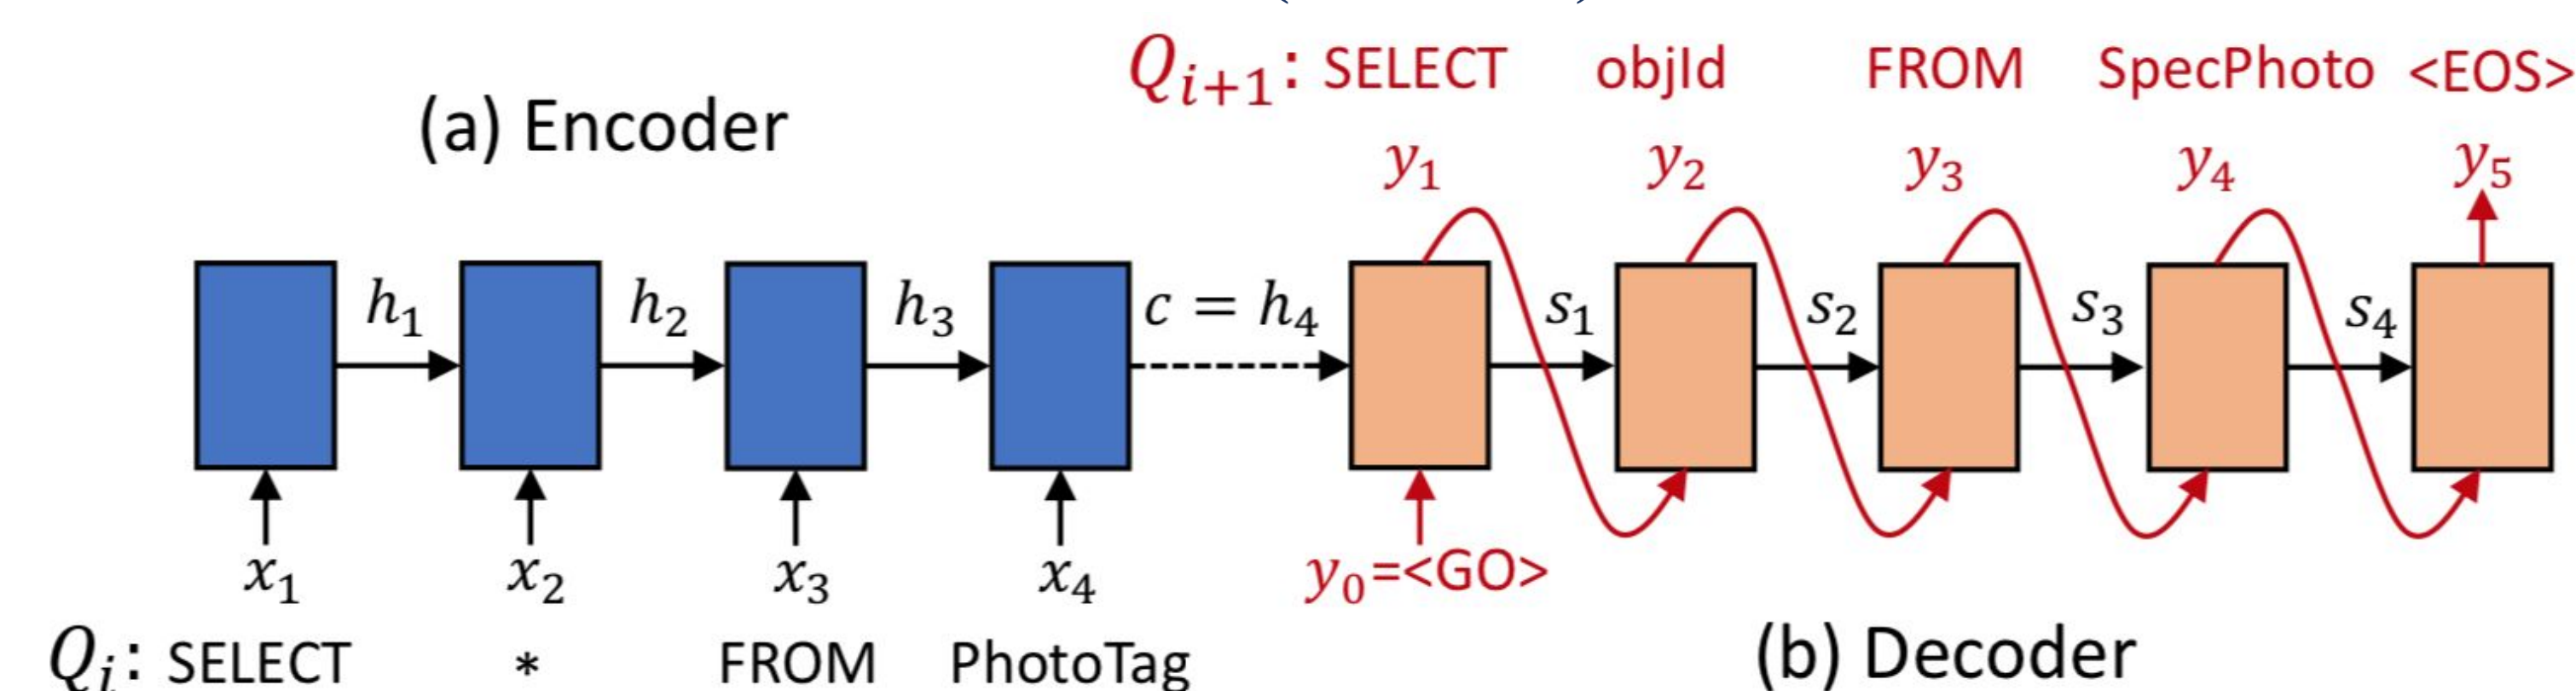 Q_{i+1}: SELECT objId FROM SpecPhoto <EOS>
(a) Encoder
y_1 y_2 y_3 y_4 y_5
h_1 h_2 h_3 c = h_4 s_1 s_2 s_3 s_4
x_1 x_2 x_3 x_4 y_0=<GO>
Q_i: SELECT * FROM PhotoTag
(b) Decoder